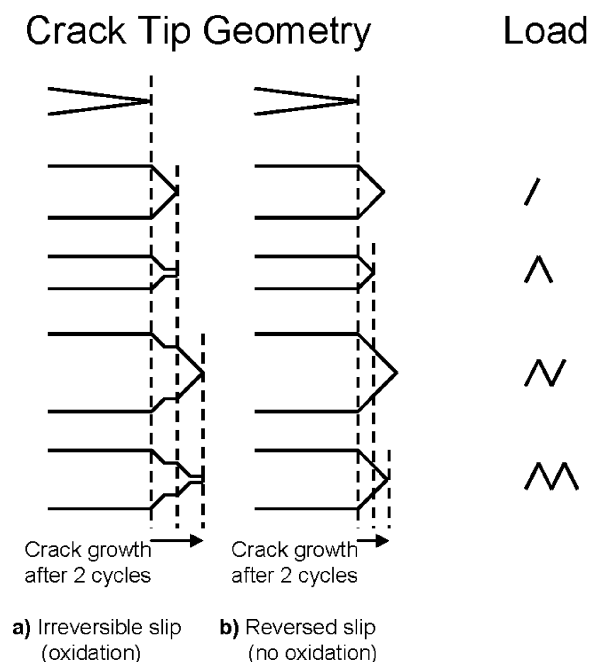 Crack Tip Geometry
Load
Crack growth
after 2 cycles
Crack growth
after 2 cycles
a) Irreversible slip
(oxidation)
b) Reversed slip
(no oxidation)